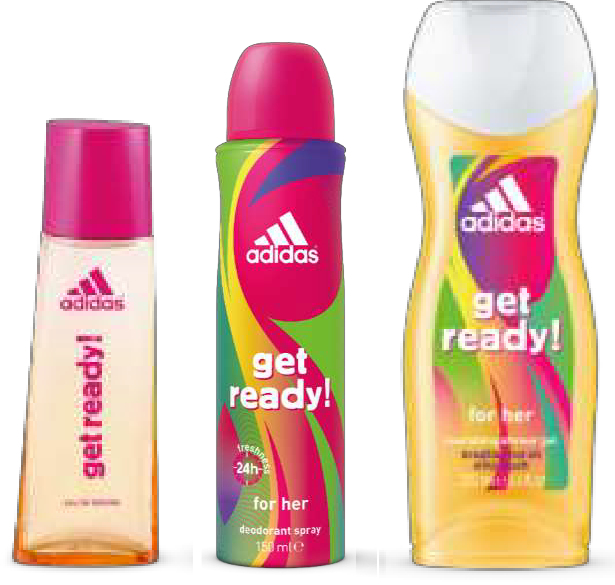 adidas
get ready!
adidas
get
ready!
freshness
24h
for her
deodorant spray
150 ml e
adidas
get
ready!
for her